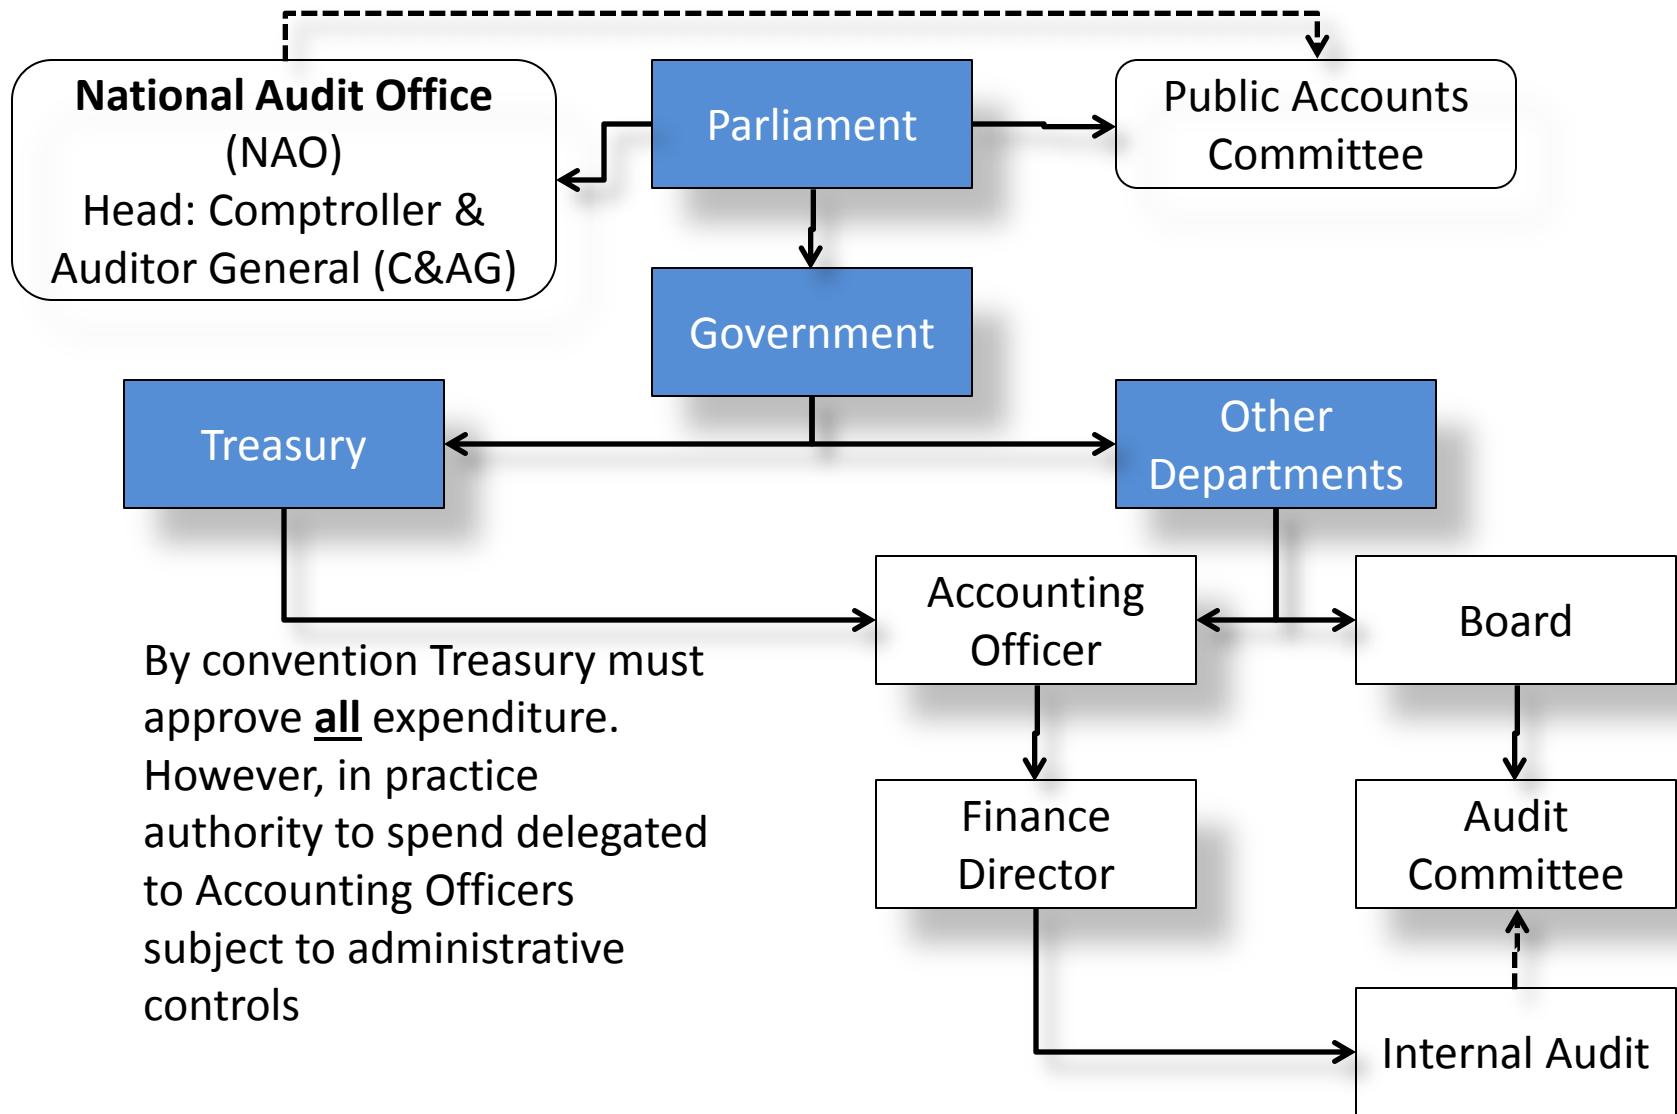 National Audit Office
(NAO)
Head: Comptroller &
Auditor General (C&AG)
Parliament
Public Accounts
Committee
Government
Treasury
Other
Departments
Accounting
Officer
Board
By convention Treasury must
approve all expenditure.
However, in practice
authority to spend delegated
to Accounting Officers
subject to administrative
controls
Finance
Director
Audit
Committee
Internal Audit